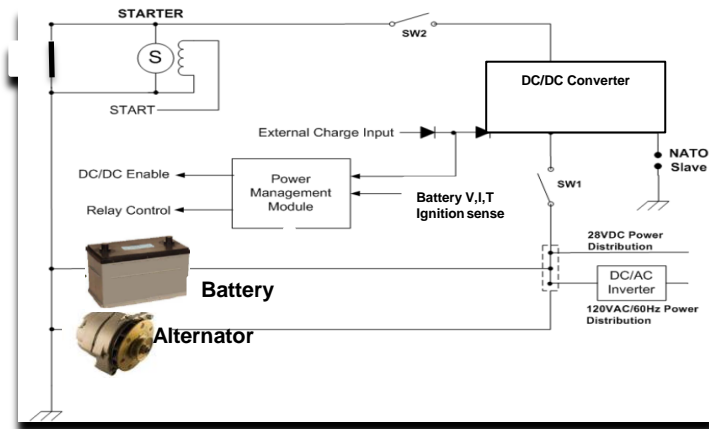 STARTER
SW2
S
DC/DC Converter
START
External Charge Input
NATO
Slave
DC/DC Enable
Power
Management
Module
SW1
Battery V,I,T
Ignition sense
Relay Control
28VDC Power
Distribution
DC/AC
Inverter
Battery
120VAC/60Hz Power
Distribution
Alternator